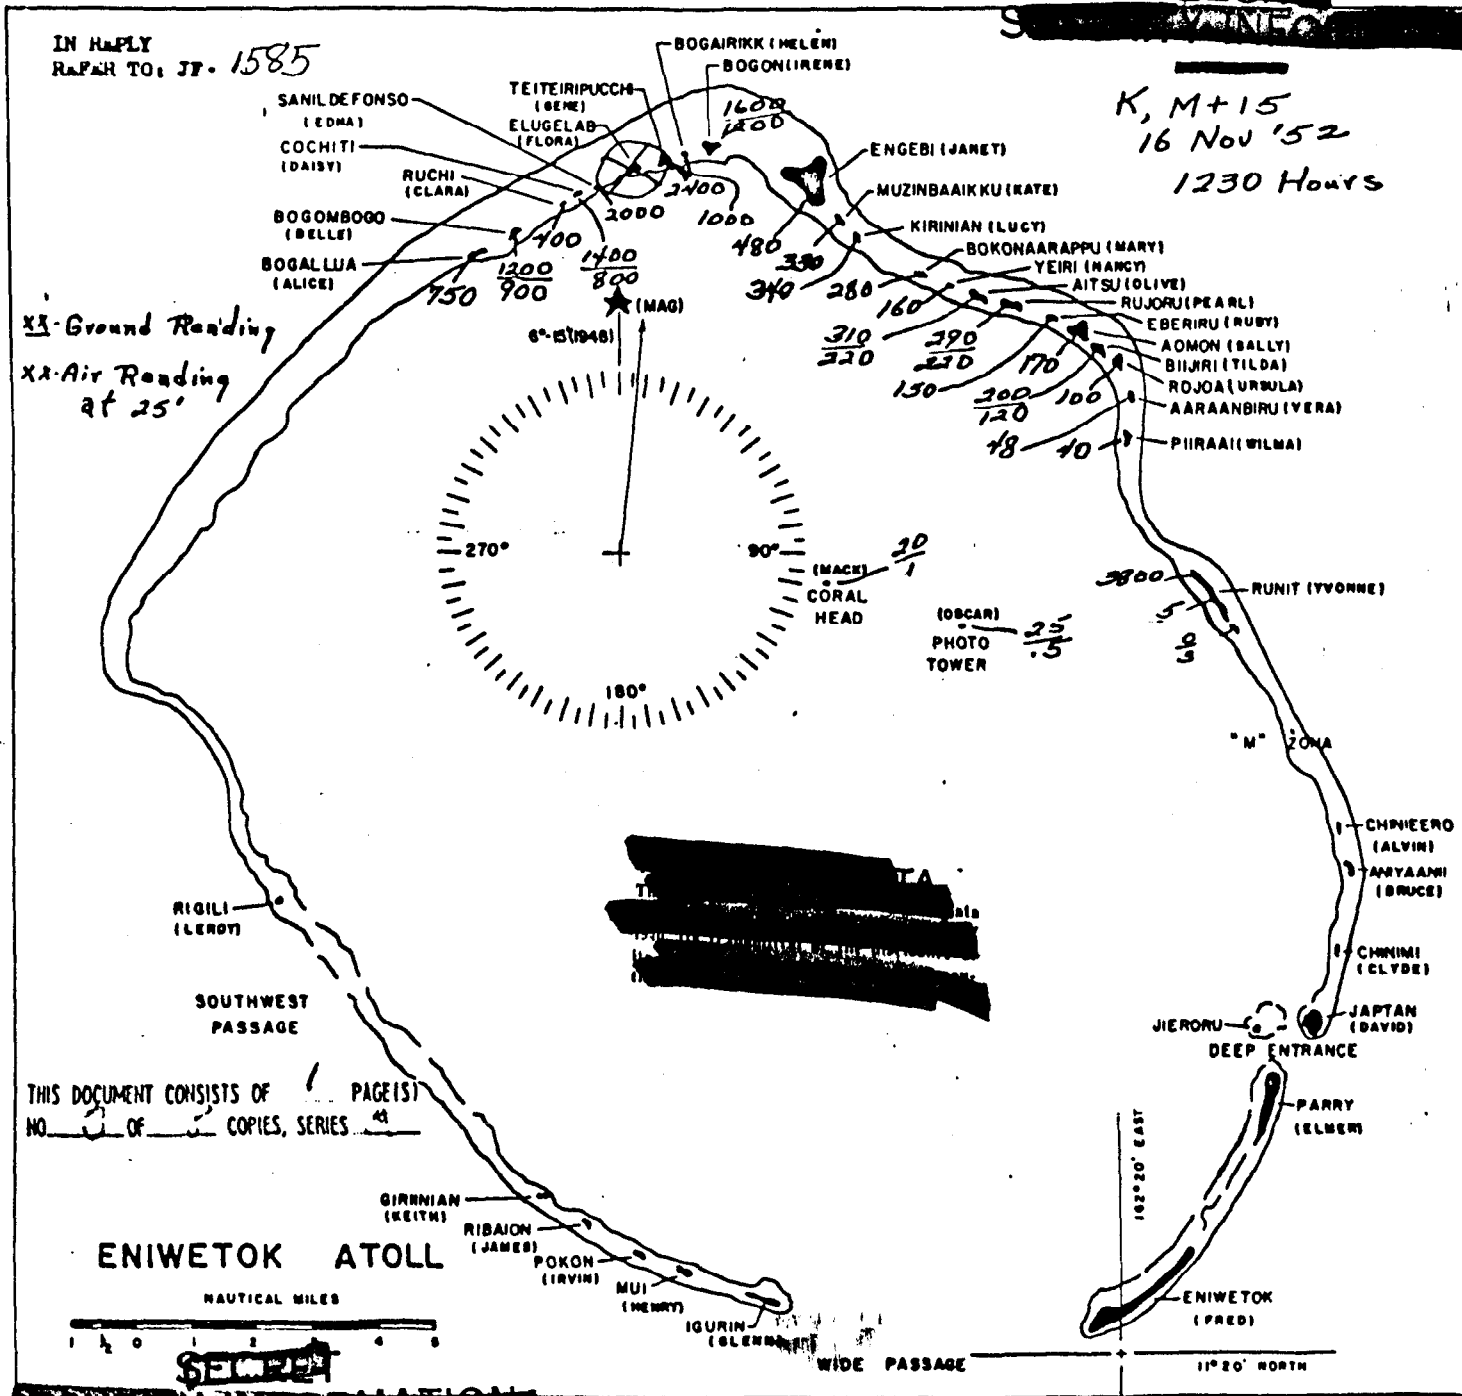 IN REPLY
REFER TO: JF- 1585
K, M+15
16 Nov '52
1230 Hours
BOGAIRIKK (HELEN)
BOGON (IRENE)
1600
1200
SANILDEFONSO
(EDNA)
TEITEIRIPUCCHI
(GENE)
ELUGELAB
(FLORA)
COCHITI
(DAISY)
RUCHI
(CLARA)
BOGOMBOGO
(BELLE)
BOGALLUA
(ALICE)
ENGEBI (JANET)
MUZINBAAIKKU (KATE)
KIRINIAN (LUCY)
BOKONAARAPPU (MARY)
YEIRI (NANCY)
AITSU (OLIVE)
RUJORU (PEARL)
EBERIRU (RUBY)
AOMON (SALLY)
BIIJIRI (TILDA)
ROJOA (URSULA)
AARAANBIRU (VERA)
PIIRAAI (WILMA)
2400
2000
1000
400
1400
800
1200
900
750
480
330
340
280
160
310
220
290
220
150
170
200
120
100
48
40
XX-Ground Reading
XX-Air Reading
at 25'
(MAG)
6°-15'(1946)
270°
90°
180°
(MACK)
CORAL
HEAD
20
1
(OSCAR)
PHOTO
TOWER
25
.5
3800
5
RUNIT (YVONNE)
"M" ZONA
CHINIEERO
(ALVIN)
ANIYAANII
(BRUCE)
CHINIMI
(CLYDE)
JAPTAN
(DAVID)
JIERORU
DEEP ENTRANCE
PARRY
(ELMER)
RIGILI
(LEROY)
SOUTHWEST
PASSAGE
THIS DOCUMENT CONSISTS OF 1 PAGE(S)
NO OF COPIES, SERIES
GIRINIAN
(KEITH)
RIBAION
(JAMES)
POKON
(IRVIN)
MUI
(HENRY)
IGURIN
(GLENN)
ENIWETOK ATOLL
NAUTICAL MILES
1 ½ 0 1 2 3 4 5
SECRET
WIDE PASSAGE
ENIWETOK
(FRED)
162°20' EAST
11°20' NORTH